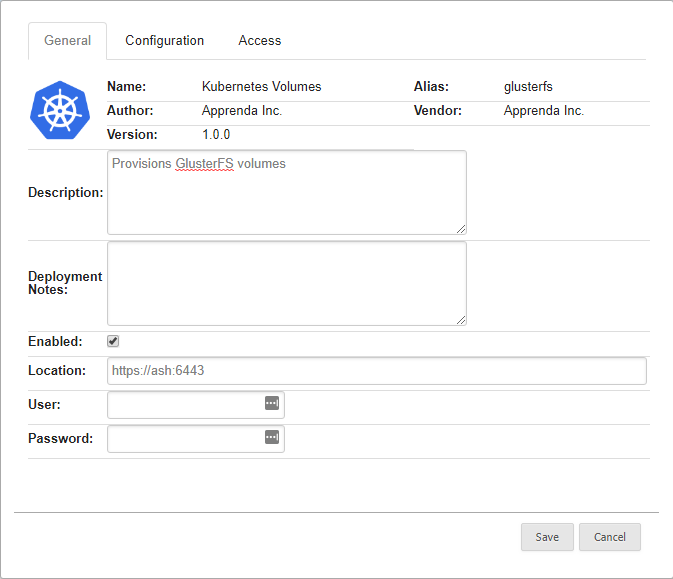 General Configuration Access
Name: Kubernetes Volumes Alias: glusterfs
Author: Apprenda Inc. Vendor: Apprenda Inc.
Version: 1.0.0
Description: Provisions GlusterFS volumes
Deployment
Notes:
Enabled:
Location: https://ash:6443
User:
Password:
Save Cancel